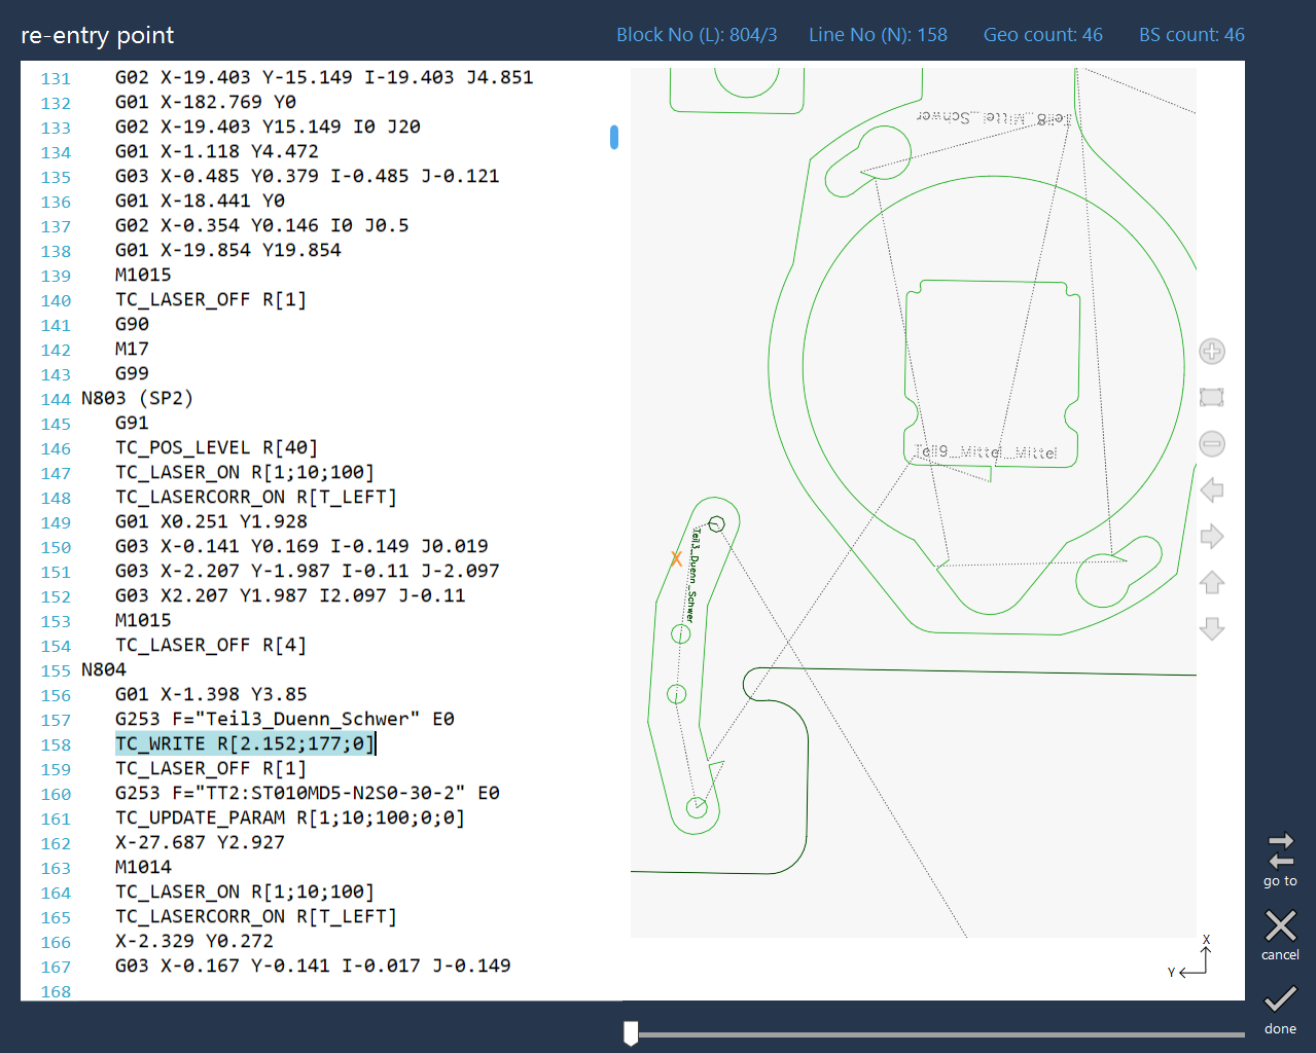 re-entry point
Block No (L): 804/3 Line No (N): 158 Geo count: 46 BS count: 46
131 G02 X-19.403 Y-15.149 I-19.403 J4.851
132 G01 X-182.769 Y0
133 G02 X-19.403 Y15.149 I0 J20
134 G01 X-1.118 Y4.472
135 G03 X-0.485 Y0.379 I-0.485 J-0.121
136 G01 X-18.441 Y0
137 G02 X-0.354 Y0.146 I0 J0.5
138 G01 X-19.854 Y19.854
139 M1015
140 TC_LASER_OFF R[1]
141 G90
142 M17
143 G99
144 N803 (SP2)
145 G91
146 TC_POS_LEVEL R[40]
147 TC_LASER_ON R[1;10;100]
148 TC_LASERCORR_ON R[T_LEFT]
149 G01 X0.251 Y1.928
150 G03 X-0.141 Y0.169 I-0.149 J0.019
151 G03 X-2.207 Y-1.987 I-0.11 J-2.097
152 G03 X2.207 Y1.987 I2.097 J-0.11
153 M1015
154 TC_LASER_OFF R[4]
155 N804
156 G01 X-1.398 Y3.85
157 G253 F="Teil3_Duenn_Schwer" E0
158 TC_WRITE R[2.152;177;0]
159 TC_LASER_OFF R[1]
160 G253 F="TT2:ST010MD5-N2S0-30-2" E0
161 TC_UPDATE_PARAM R[1;10;100;0;0]
162 X-27.687 Y2.927
163 M1014
164 TC_LASER_ON R[1;10;100]
165 TC_LASERCORR_ON R[T_LEFT]
166 X-2.329 Y0.272
167 G03 X-0.167 Y-0.141 I-0.017 J-0.149
168
Teil8_Mittel_Schwer
Teil9_Mittel_Mittel
Teil3_Duenn_Schwer
X
X
Y
go to
cancel
done